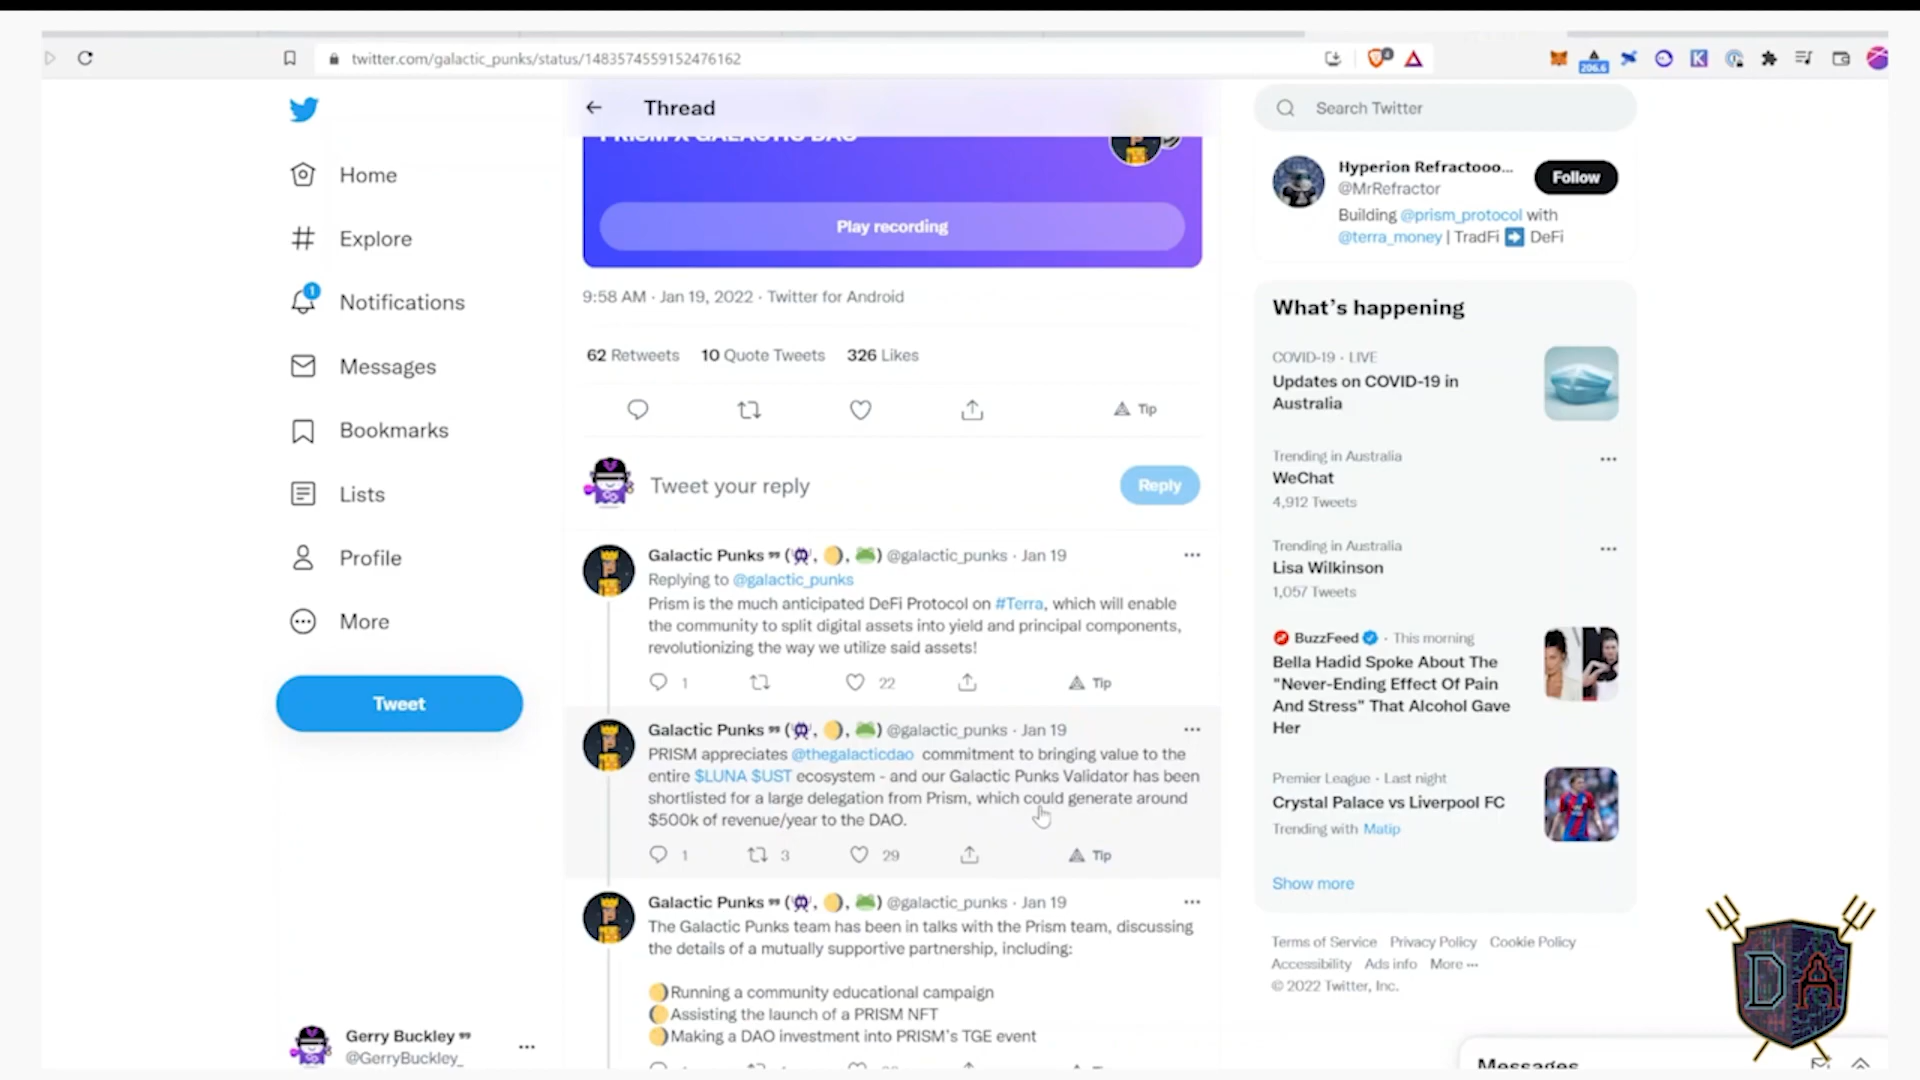 twitter.com/galactic_punks/status/1483574559152476162
206.6
Home
Explore
1
Notifications
Messages
Bookmarks
Lists
Profile
More
Tweet
Gerry Buckley
@GerryBuckley_
Thread
PRISM X GALACTIC DAO
Play recording
9:58 AM · Jan 19, 2022 · Twitter for Android
62 Retweets 10 Quote Tweets 326 Likes
Tip
Tweet your reply
Reply
Galactic Punks @galactic_punks · Jan 19
Replying to @galactic_punks
Prism is the much anticipated DeFi Protocol on #Terra, which will enable
the community to split digital assets into yield and principal components,
revolutionizing the way we utilize said assets!
1 22 Tip
Galactic Punks @galactic_punks · Jan 19
PRISM appreciates @thegalacticdao commitment to bringing value to the
entire $LUNA $UST ecosystem - and our Galactic Punks Validator has been
shortlisted for a large delegation from Prism, which could generate around
$500k of revenue/year to the DAO.
1 3 29 Tip
Galactic Punks @galactic_punks · Jan 19
The Galactic Punks team has been in talks with the Prism team, discussing
the details of a mutually supportive partnership, including:
Running a community educational campaign
Assisting the launch of a PRISM NFT
Making a DAO investment into PRISM's TGE event
Search Twitter
Hyperion Refractooo...
@MrRefractor
Follow
Building @prism_protocol with
@terra_money | TradFi DeFi
What's happening
COVID-19 · LIVE
Updates on COVID-19 in
Australia
Trending in Australia
WeChat
4,912 Tweets
Trending in Australia
Lisa Wilkinson
1,057 Tweets
BuzzFeed · This morning
Bella Hadid Spoke About The
"Never-Ending Effect Of Pain
And Stress" That Alcohol Gave
Her
Premier League · Last night
Crystal Palace vs Liverpool FC
Trending with Matip
Show more
Terms of Service Privacy Policy Cookie Policy
Accessibility Ads info More ...
© 2022 Twitter, Inc.
Messages
DA